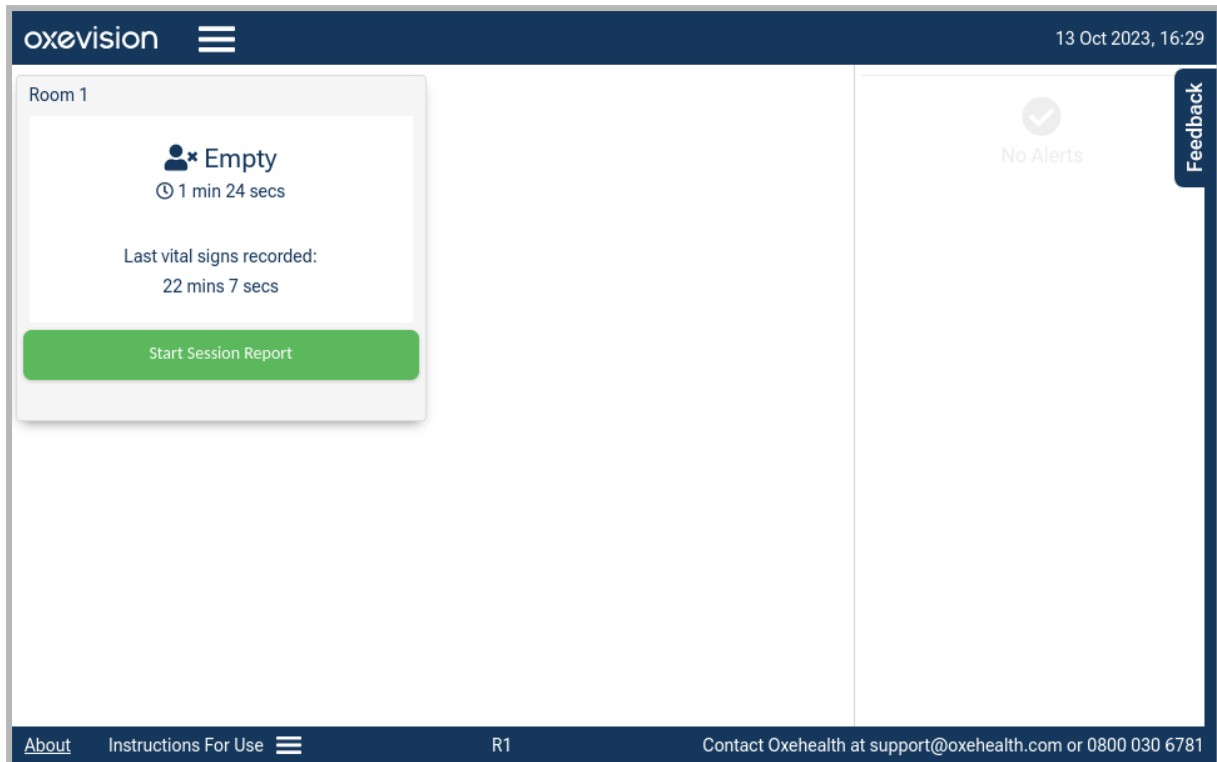 oxevision
13 Oct 2023, 16:29
Room 1
Empty
1 min 24 secs
Last vital signs recorded:
22 mins 7 secs
Start Session Report
No Alerts
Feedback
About
Instructions For Use
R1
Contact Oxehealth at support@oxehealth.com or 0800 030 6781